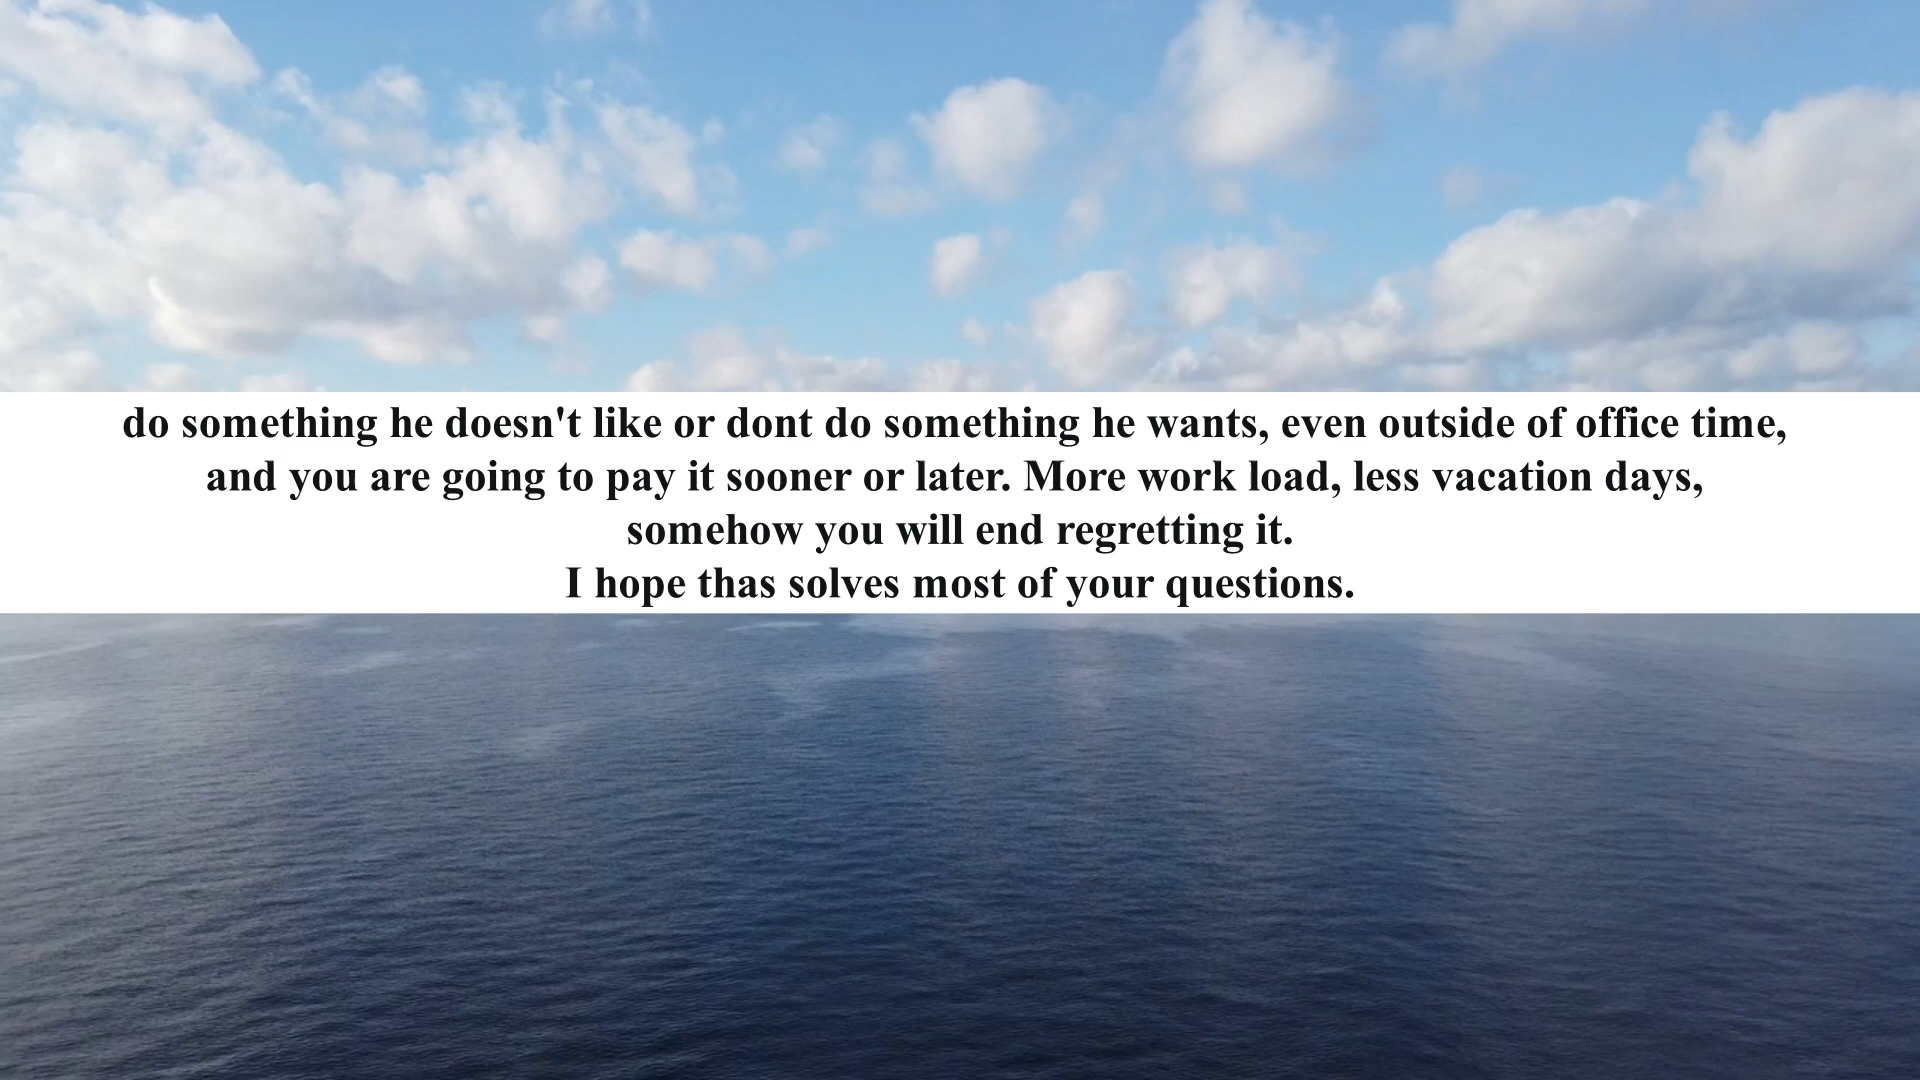 do something he doesn't like or dont do something he wants, even outside of office time,
and you are going to pay it sooner or later. More work load, less vacation days,
somehow you will end regretting it.
I hope thas solves most of your questions.